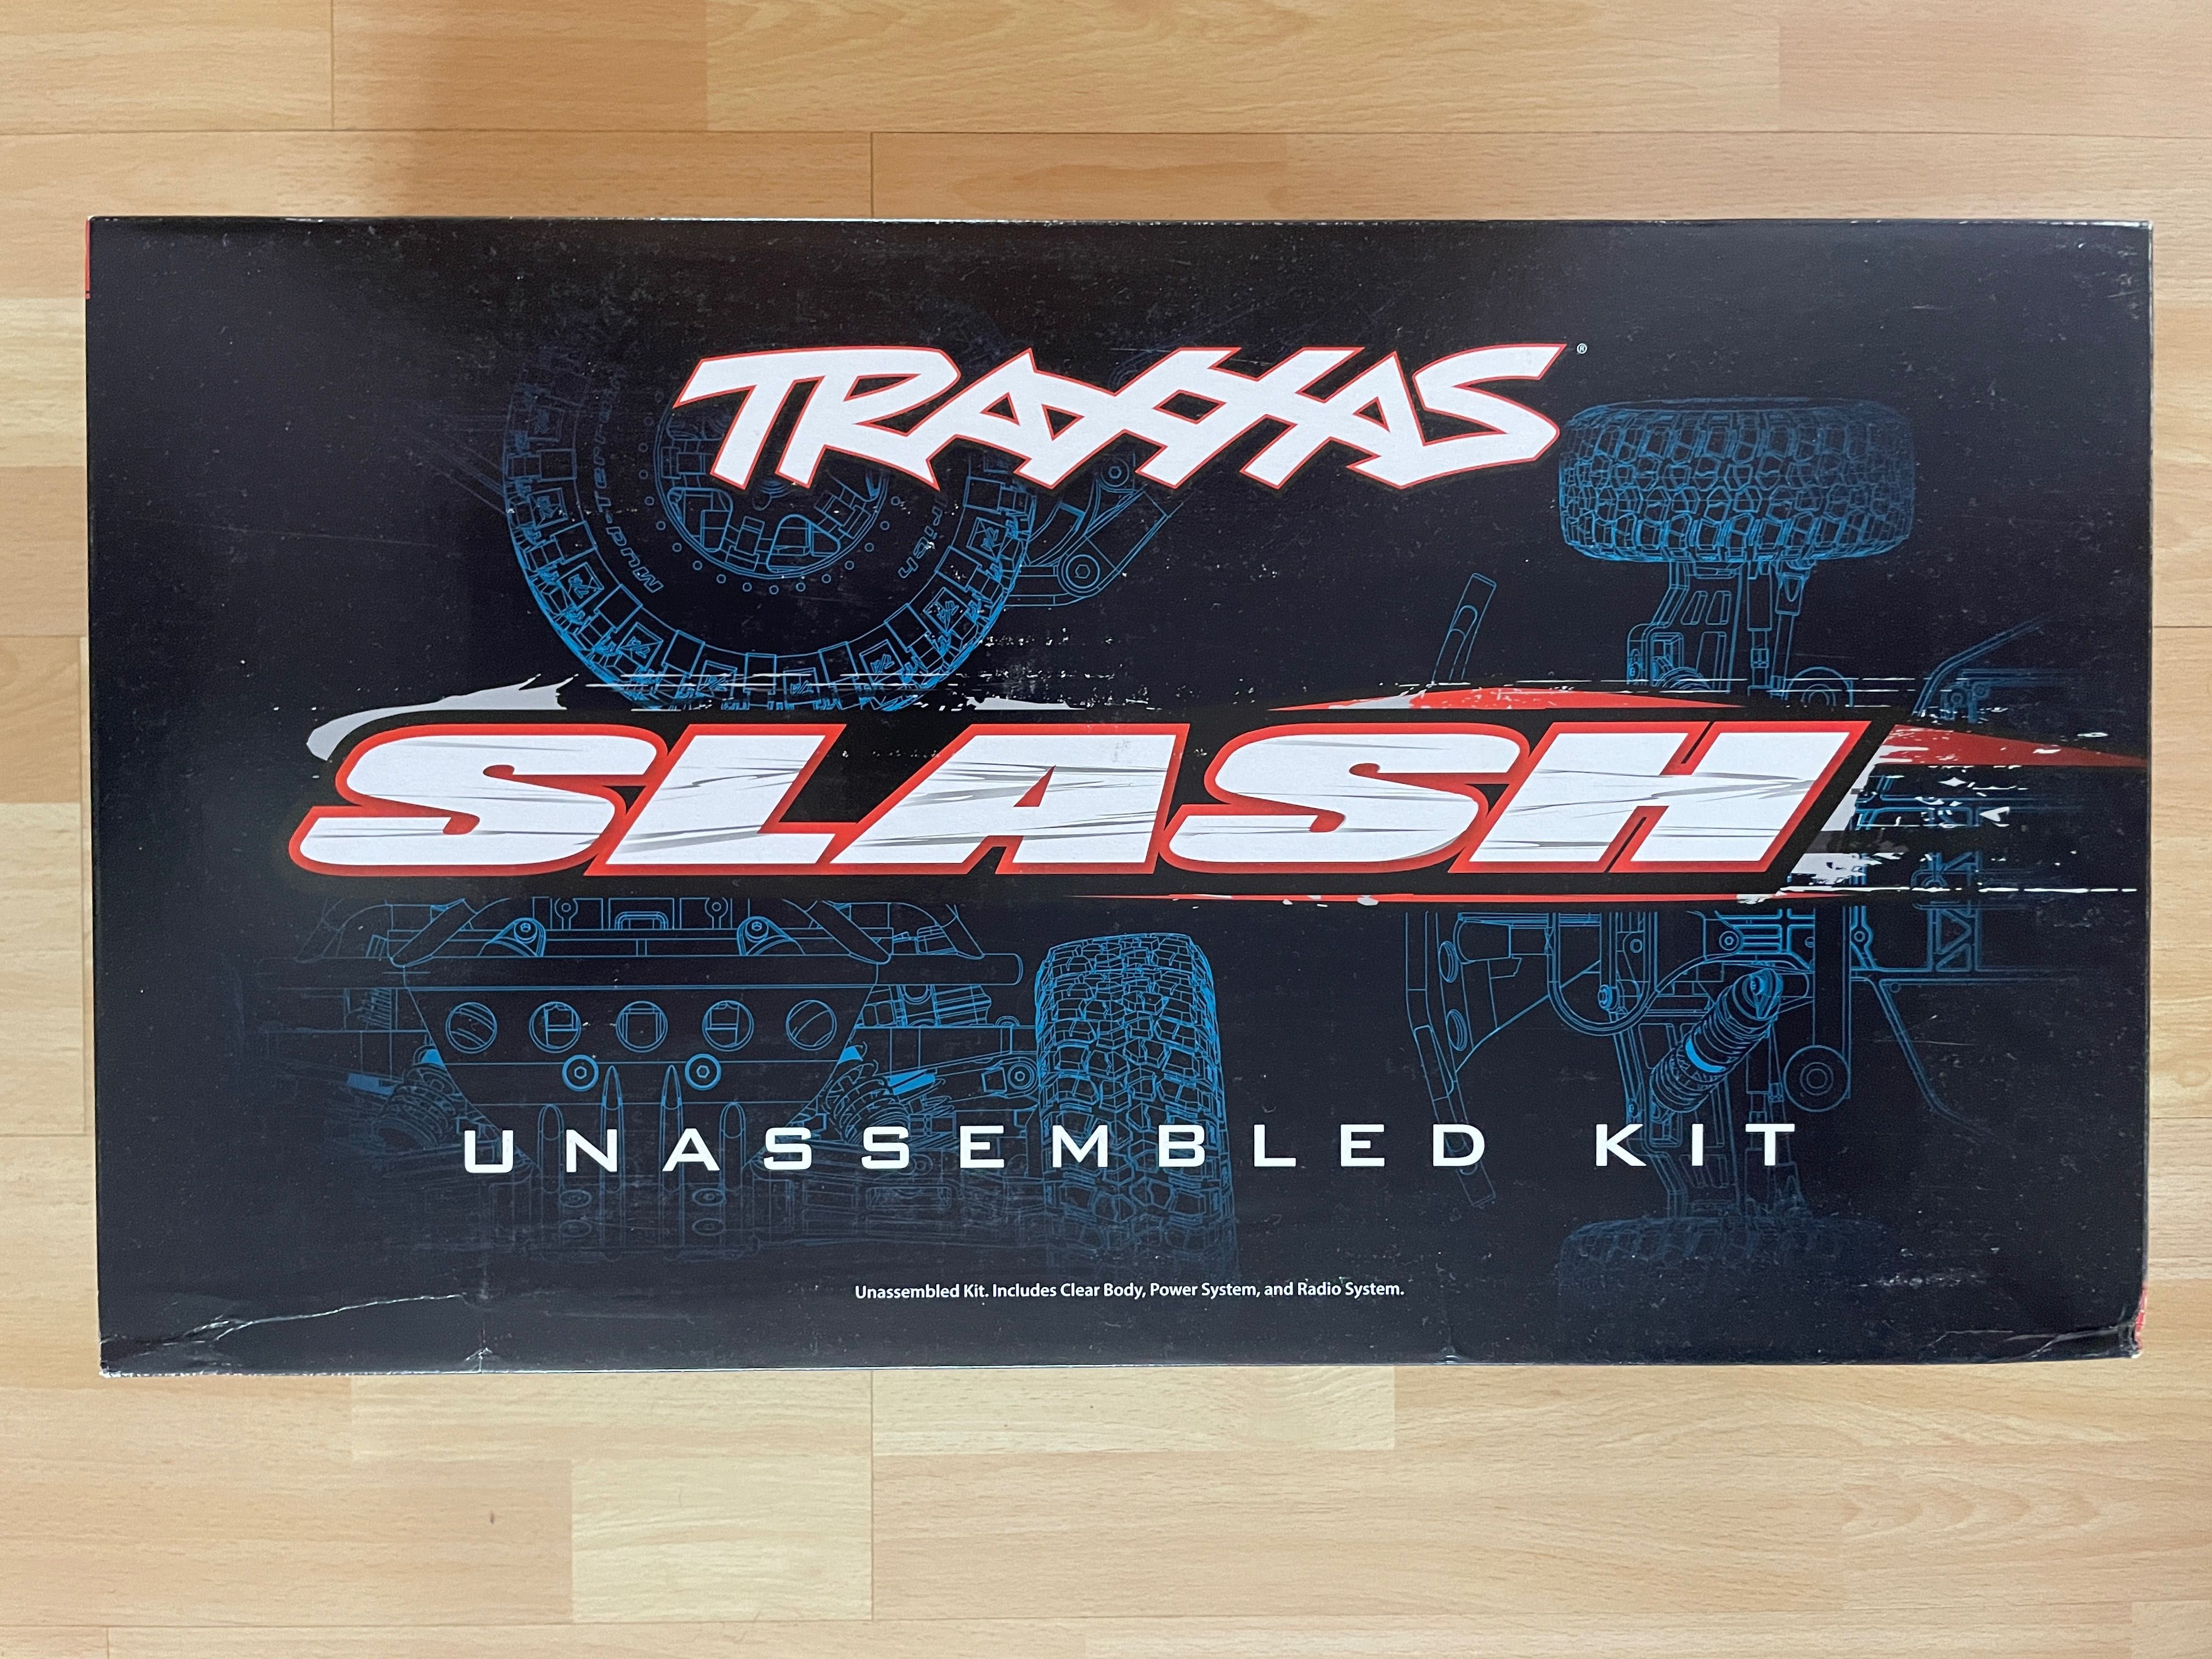 TRAXXAS®
SLASH
UNASSEMBLED KIT
Unassembled Kit. Includes Clear Body, Power System, and Radio System.